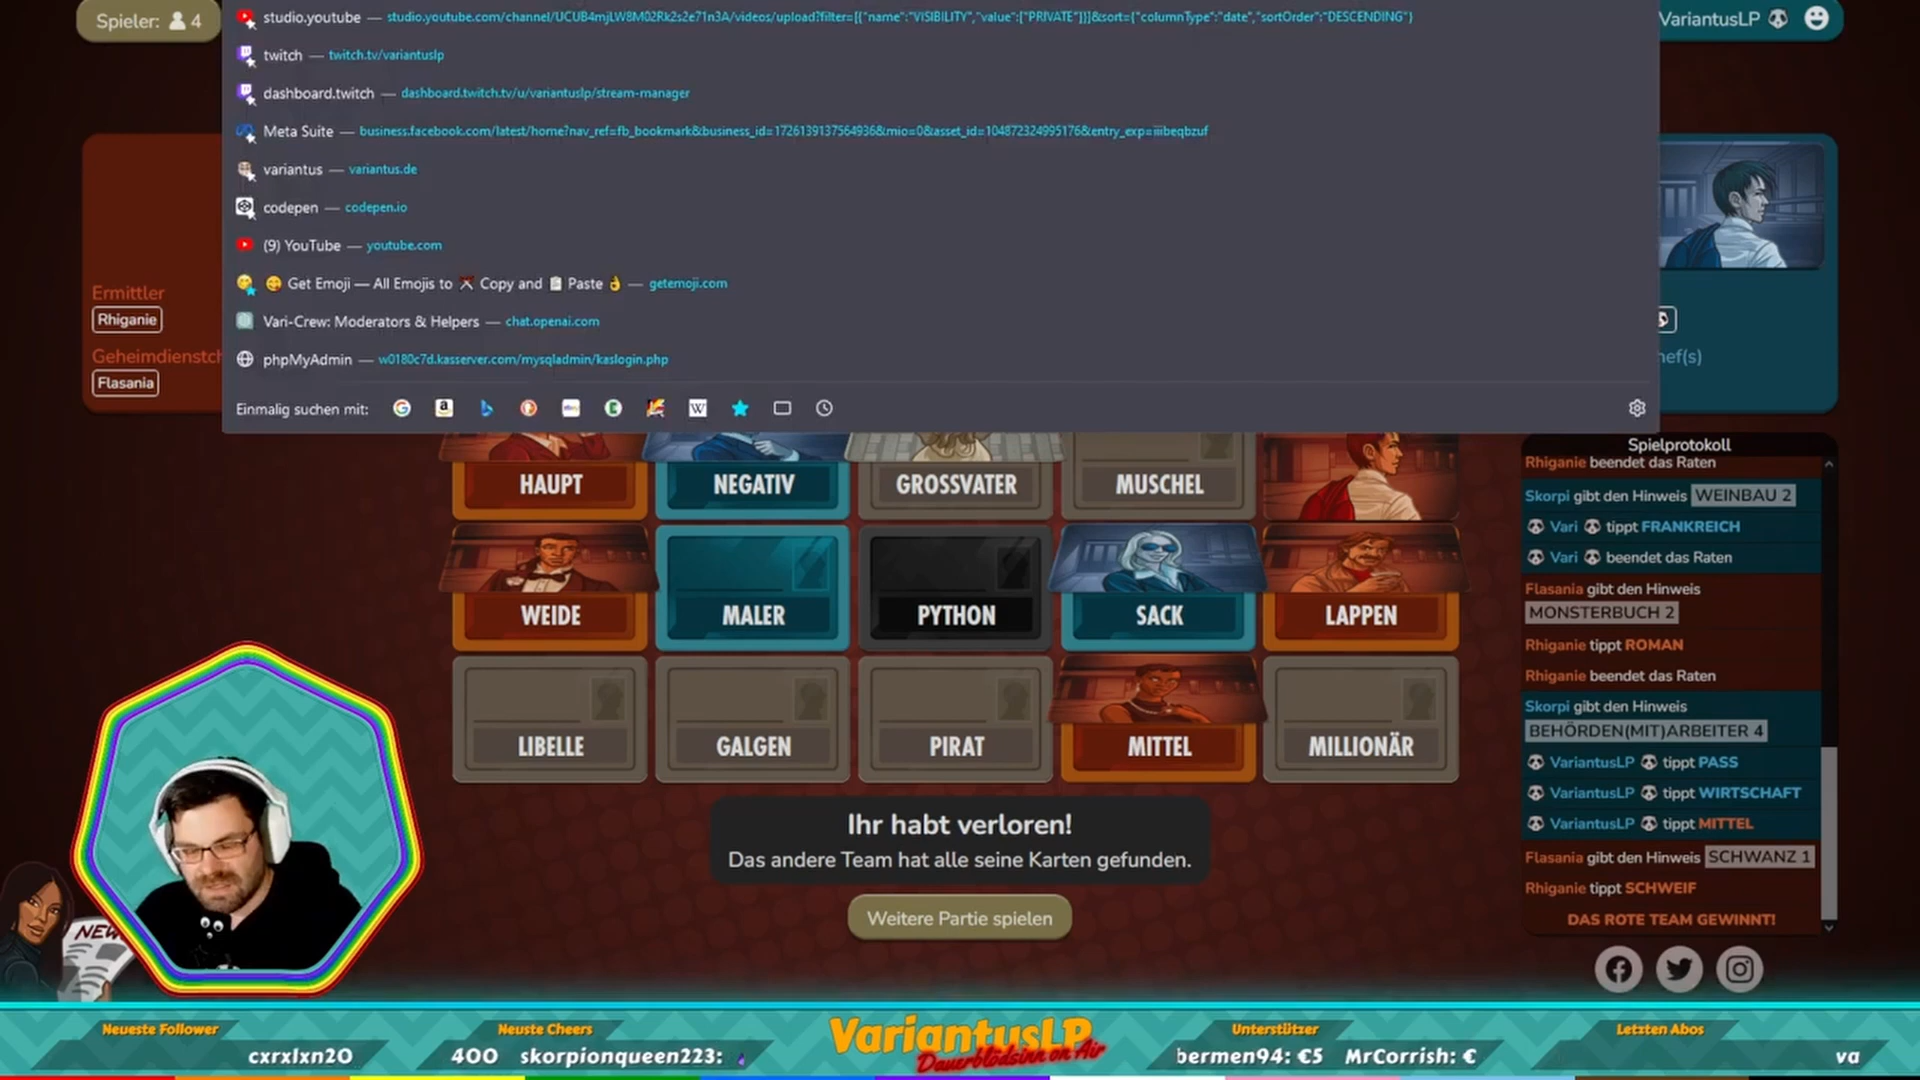 Spieler: 4
studio.youtube — studio.youtube.com/channel/UCUB4mjLW8M02Rk2s2e71n3A/videos/upload?filter=[{"name":"VISIBILITY","value":["PRIVATE"]}]&sort={"columnType":"date","sortOrder":"DESCENDING"}
VariantusLP
twitch — twitch.tv/variantuslp
dashboard.twitch — dashboard.twitch.tv/u/variantuslp/stream-manager
Meta Suite — business.facebook.com/latest/home?nav_ref=fb_bookmark&business_id=1726139137564936&mio=0&asset_id=104872324995176&entry_exp=iiibeqbzuf
variantus — variantus.de
codepen — codepen.io
(9) YouTube — youtube.com
Get Emoji — All Emojis to Copy and Paste — getemoji.com
Vari-Crew: Moderators & Helpers — chat.openai.com
phpMyAdmin — w0180c7d.kasserver.com/mysqladmin/kaslogin.php
Einmalig suchen mit:
Ermittler
Rhiganie
Geheimdienstch
Flasania
hef(s)
HAUPT
NEGATIV
GROSSVATER
MUSCHEL
WEIDE
MALER
PYTHON
SACK
LAPPEN
LIBELLE
GALGEN
PIRAT
MITTEL
MILLIONÄR
Ihr habt verloren!
Das andere Team hat alle seine Karten gefunden.
Weitere Partie spielen
Spielprotokoll
Rhiganie beendet das Raten
Skorpi gibt den Hinweis WEINBAU 2
Vari tippt FRANKREICH
Vari beendet das Raten
Flasania gibt den Hinweis
MONSTERBUCH 2
Rhiganie tippt ROMAN
Rhiganie beendet das Raten
Skorpi gibt den Hinweis
BEHÖRDEN(MIT)ARBEITER 4
VariantusLP tippt PASS
VariantusLP tippt WIRTSCHAFT
VariantusLP tippt MITTEL
Flasania gibt den Hinweis SCHWANZ 1
Rhiganie tippt SCHWEIF
DAS ROTE TEAM GEWINNT!
NEW
Neueste Follower
cxrxlxn20
Neuste Cheers
400 skorpionqueen223:
VariantusLP
Dauerblödsinn on Air
Unterstützer
bermen94: €5 MrCorrish: €
Letzten Abos
va